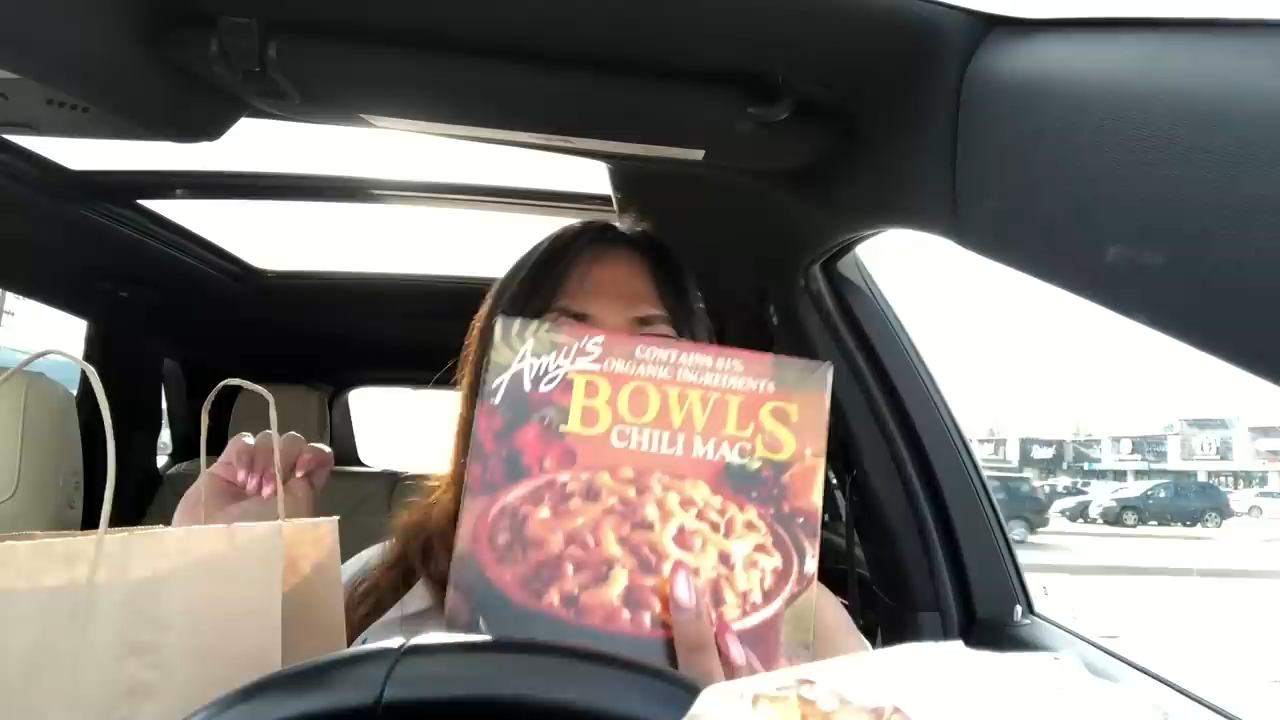 Amy's
CONTAINS 81%
ORGANIC INGREDIENTS
BOWLS
CHILI MAC